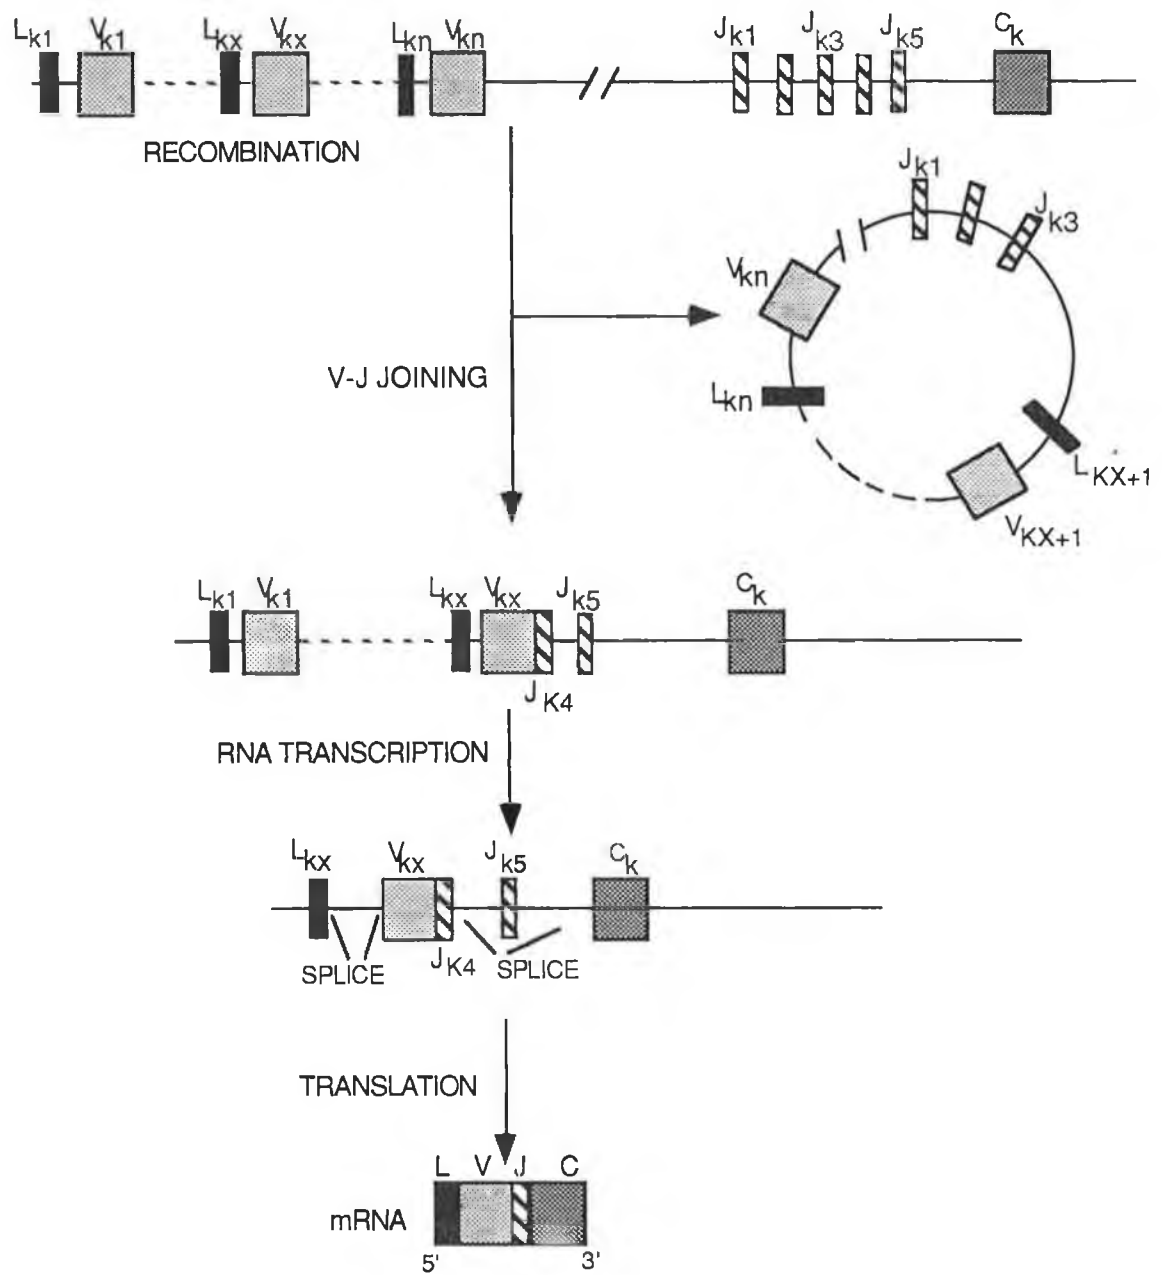 Lk1 Vk1 Lkx Vkx Lkn Vkn Jk1 Jk3 Jk5 Ck
RECOMBINATION
Jk1
Jk3
Vkn
V-J JOINING
Lkn
LKX+1
VKX+1
Lk1 Vk1 Lkx Vkx Jk5 Ck
JK4
RNA TRANSCRIPTION
Lkx Vkx Jk5 Ck
SPLICE JK4 SPLICE
TRANSLATION
L V J C
mRNA
5' 3'